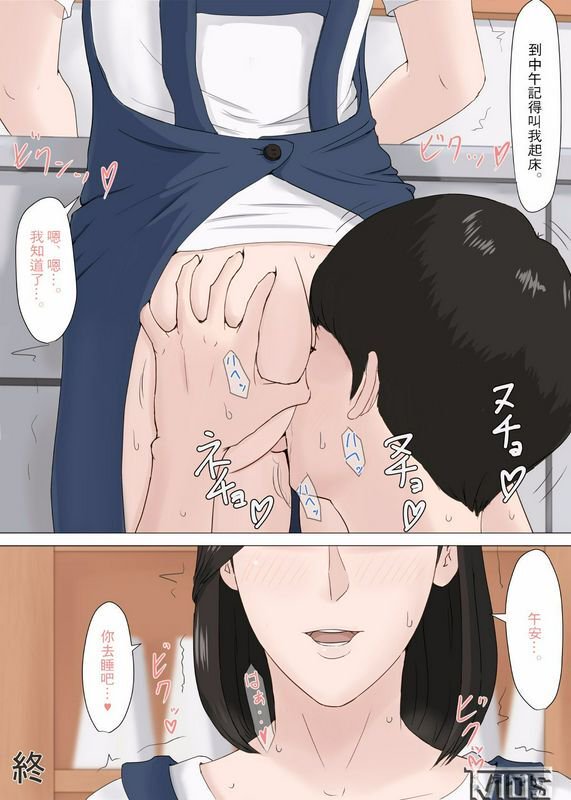 到中午記得叫我起床。
ビクッ♡
ビクンッ♡
嗯、嗯…。
我知道了…。
ヌチョ♡
ヌチョ♡
ネチョ♡
午安…。
你去睡吧…♥
ビクッ♡
ビクッ♡
はぁ…♡
終